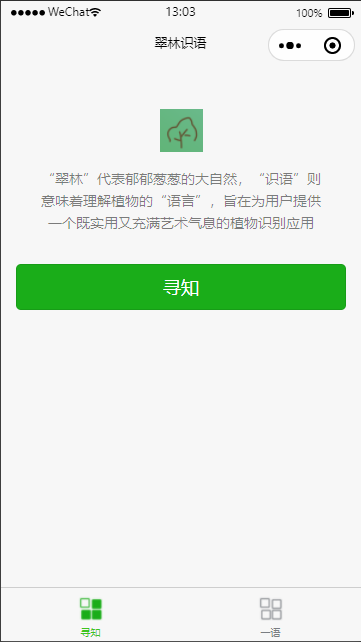 WeChat 13:03 100%
翠林识语
“翠林”代表郁郁葱葱的大自然，“识语”则
意味着理解植物的“语言”，旨在为用户提供
一个既实用又充满艺术气息的植物识别应用
寻知
寻知 一语